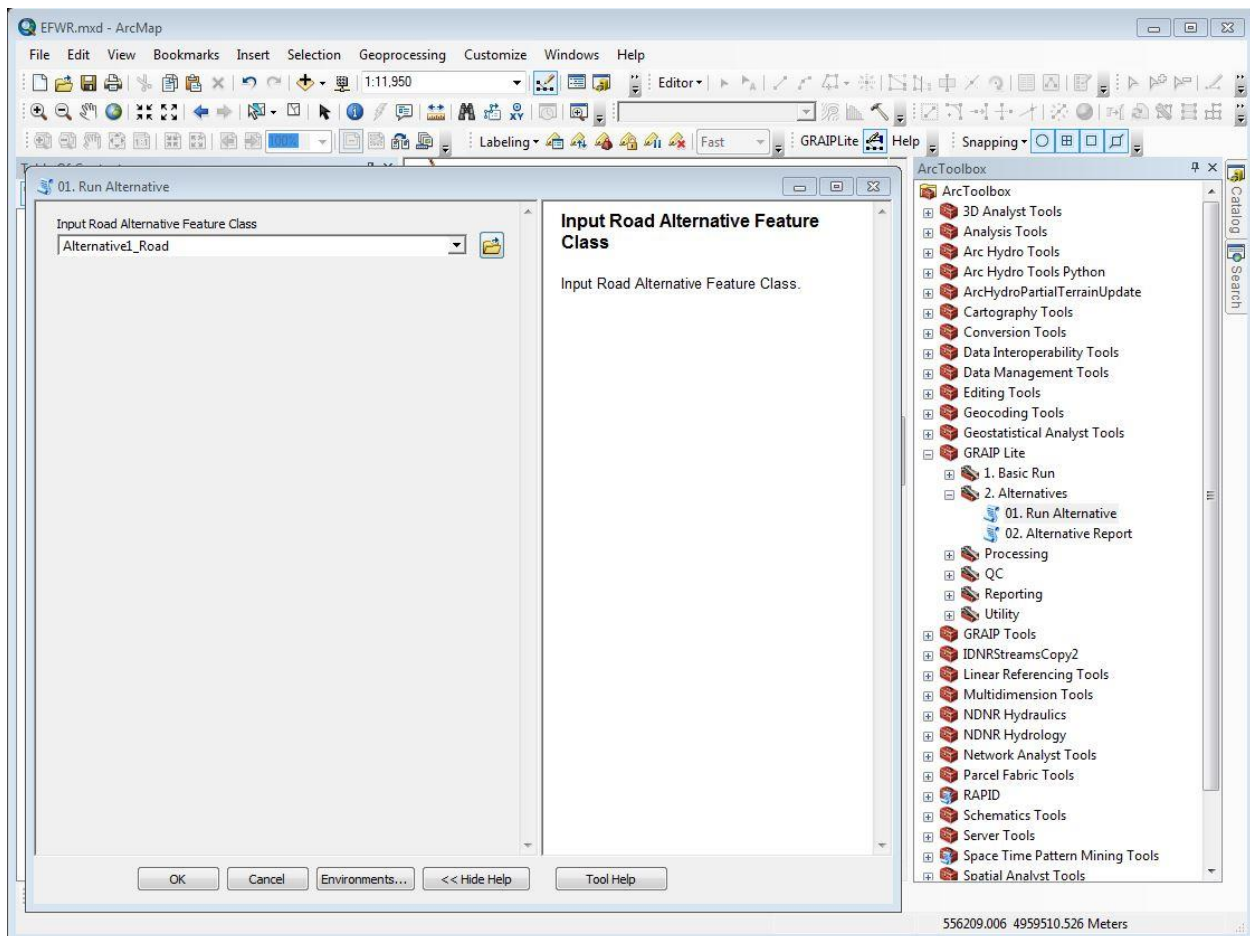 EFWR.mxd - ArcMap
File Edit View Bookmarks Insert Selection Geoprocessing Customize Windows Help
1:11,950 Editor
100% Labeling Fast GRAIPLite Help Snapping
ArcToolbox
01. Run Alternative
Input Road Alternative Feature Class
Alternative1_Road
OK Cancel Environments... << Hide Help
Input Road Alternative Feature
Class
Input Road Alternative Feature Class.
Tool Help
ArcToolbox
3D Analyst Tools
Analysis Tools
Arc Hydro Tools
Arc Hydro Tools Python
ArcHydroPartialTerrainUpdate
Cartography Tools
Conversion Tools
Data Interoperability Tools
Data Management Tools
Editing Tools
Geocoding Tools
Geostatistical Analyst Tools
GRAIP Lite
1. Basic Run
2. Alternatives
01. Run Alternative
02. Alternative Report
Processing
QC
Reporting
Utility
GRAIP Tools
IDNRStreamsCopy2
Linear Referencing Tools
Multidimension Tools
NDNR Hydraulics
NDNR Hydrology
Network Analyst Tools
Parcel Fabric Tools
RAPID
Schematics Tools
Server Tools
Space Time Pattern Mining Tools
Spatial Analyst Tools
Catalog
Search
556209.006 4959510.526 Meters